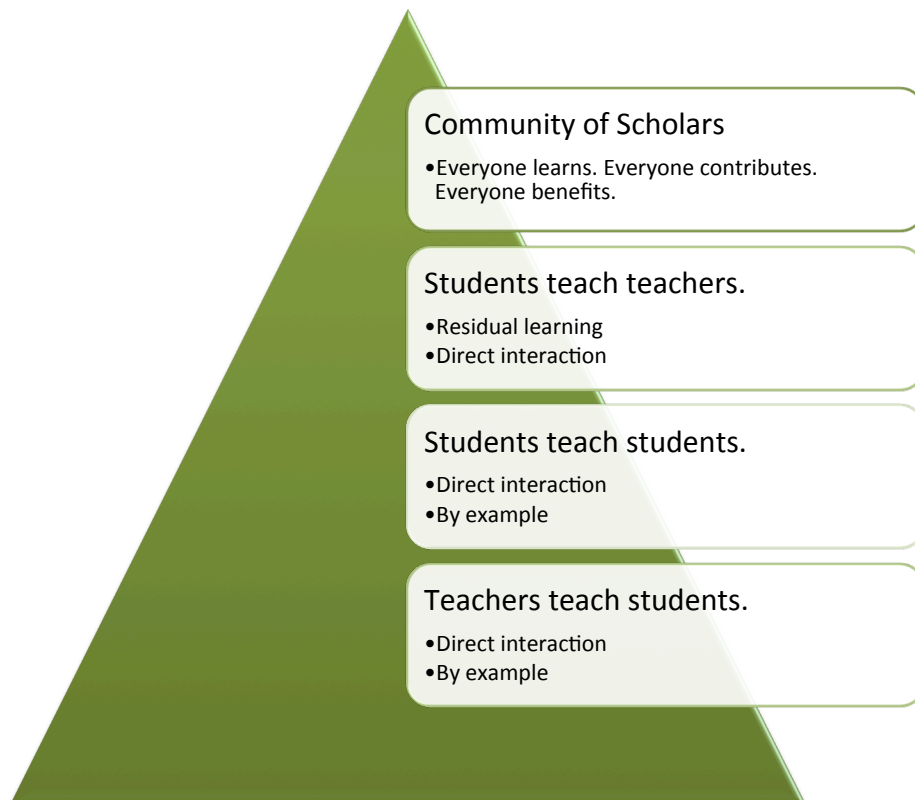 Community of Scholars
•Everyone learns. Everyone contributes.
Everyone benefits.
Students teach teachers.
•Residual learning
•Direct interaction
Students teach students.
•Direct interaction
•By example
Teachers teach students.
•Direct interaction
•By example